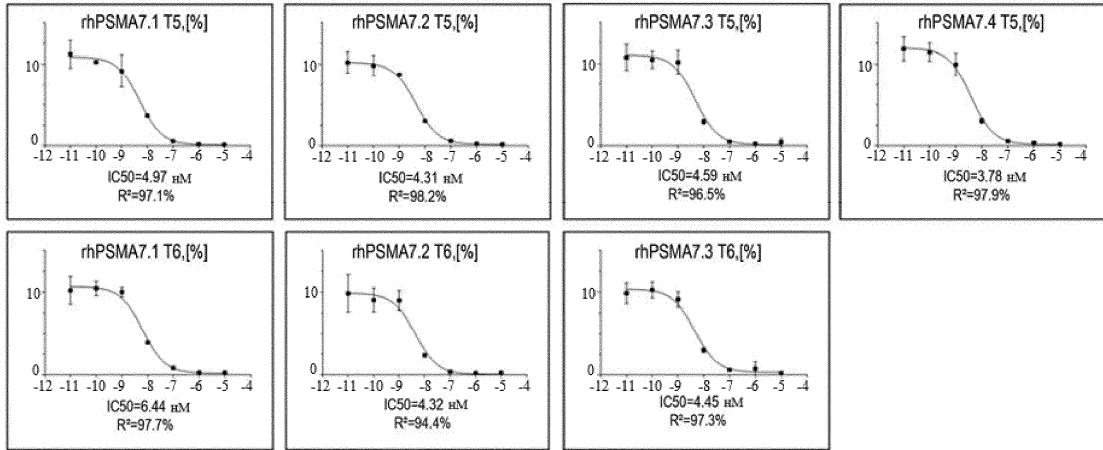 rhPSMA7.1 T5,[%]
10
0
-12 -11 -10 -9 -8 -7 -6 -5 -4
IC50=4.97 нМ
R²=97.1%
rhPSMA7.2 T5,[%]
10
0
-12 -11 -10 -9 -8 -7 -6 -5 -4
IC50=4.31 нМ
R²=98.2%
rhPSMA7.3 T5,[%]
10
0
-12 -11 -10 -9 -8 -7 -6 -5 -4
IC50=4.59 нМ
R²=96.5%
rhPSMA7.4 T5,[%]
10
0
-12 -11 -10 -9 -8 -7 -6 -5 -4
IC50=3.78 нМ
R²=97.9%
rhPSMA7.1 T6,[%]
10
0
-12 -11 -10 -9 -8 -7 -6 -5 -4
IC50=6.44 нМ
R²=97.7%
rhPSMA7.2 T6,[%]
10
0
-12 -11 -10 -9 -8 -7 -6 -5 -4
IC50=4.32 нМ
R²=94.4%
rhPSMA7.3 T6,[%]
10
0
-12 -11 -10 -9 -8 -7 -6 -5 -4
IC50=4.45 нМ
R²=97.3%